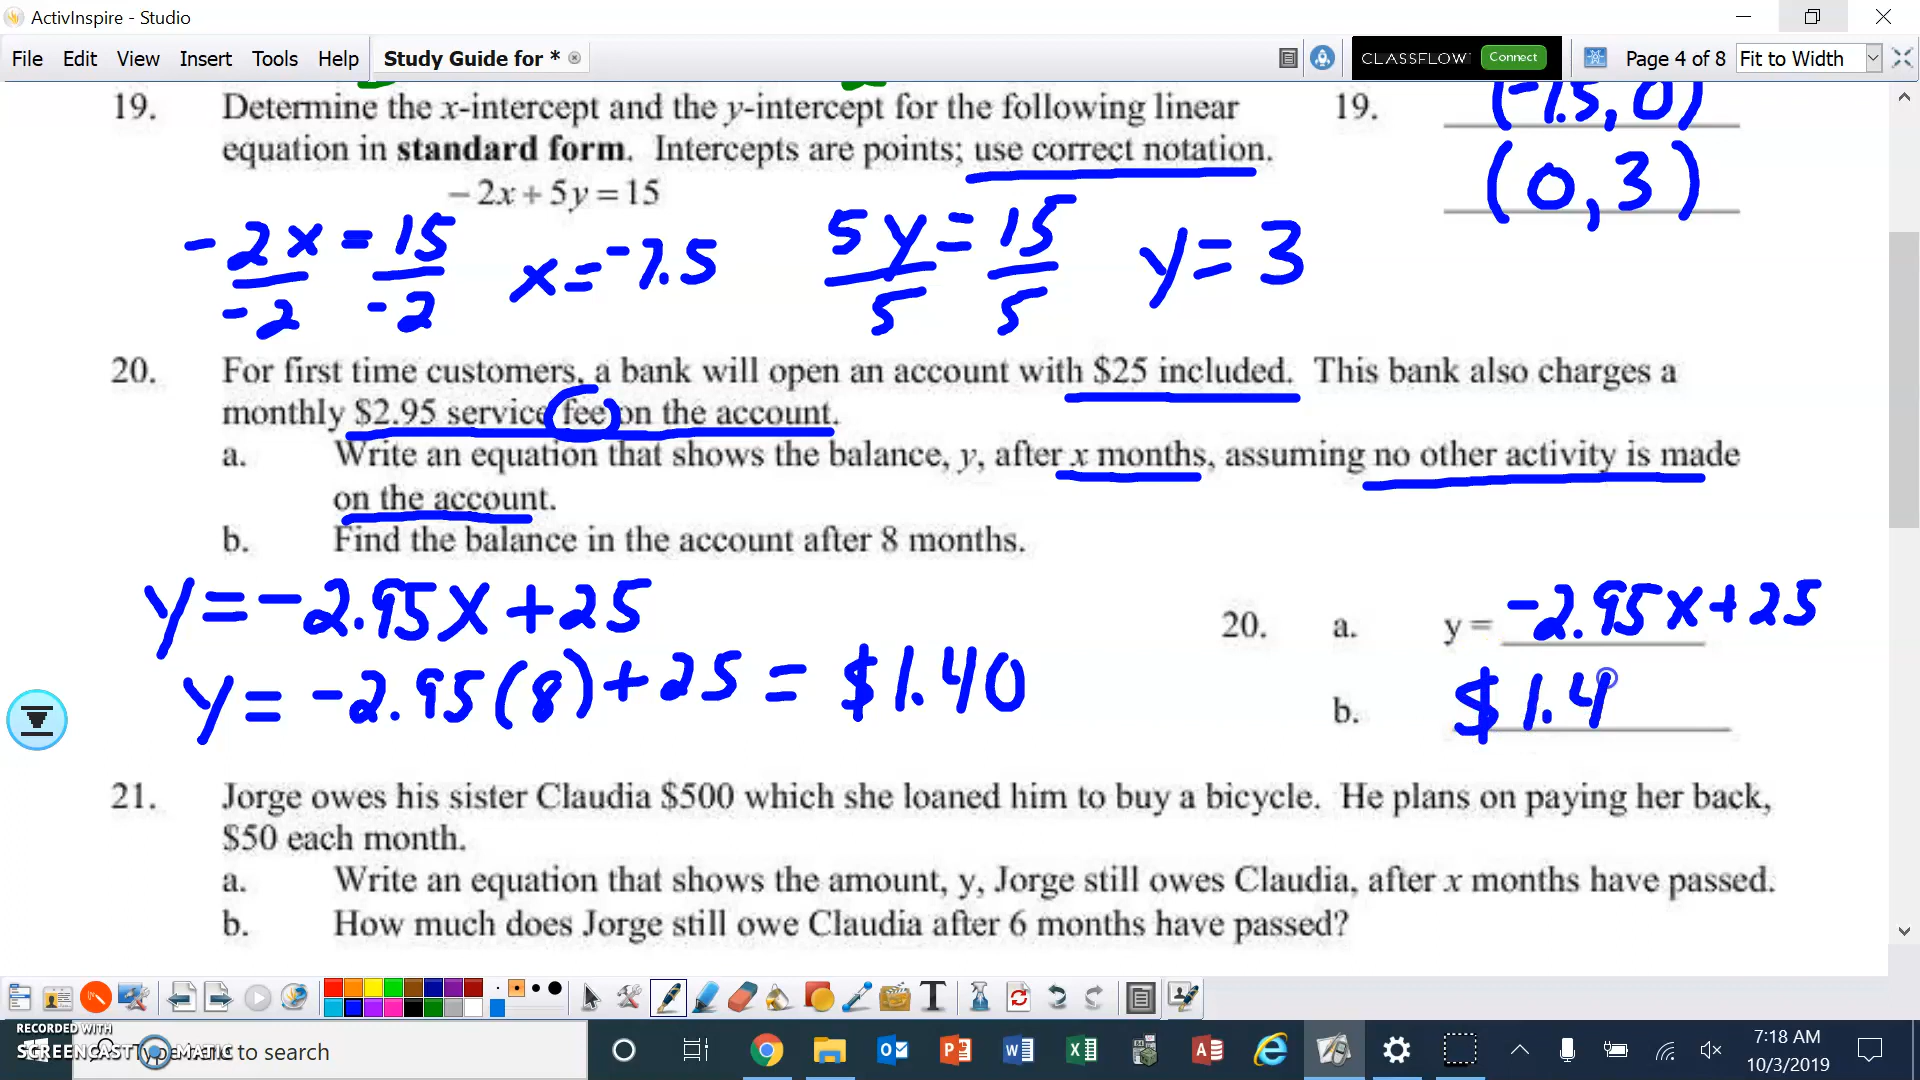 ActivInspire - Studio
File Edit View Insert Tools Help Study Guide for * CLASSFLOW Connect Page 4 of 8 Fit to Width
19. Determine the x-intercept and the y-intercept for the following linear 19. (-7.5, 0)
equation in standard form. Intercepts are points; use correct notation.
-2x + 5y = 15 (0, 3)
-2x = 15 x = -7.5 5y = 15 y = 3
-2 -2 5 5
20. For first time customers, a bank will open an account with $25 included. This bank also charges a
monthly $2.95 service fee on the account.
a. Write an equation that shows the balance, y, after x months, assuming no other activity is made
on the account.
b. Find the balance in the account after 8 months.
y = -2.95x + 25 20. a. y = -2.95x + 25
y = -2.95(8) + 25 = $1.40 b. $1.4
21. Jorge owes his sister Claudia $500 which she loaned him to buy a bicycle. He plans on paying her back,
$50 each month.
a. Write an equation that shows the amount, y, Jorge still owes Claudia, after x months have passed.
b. How much does Jorge still owe Claudia after 6 months have passed?
RECORDED WITH
SCREENCAST MATIC
Type here to search
7:18 AM
10/3/2019